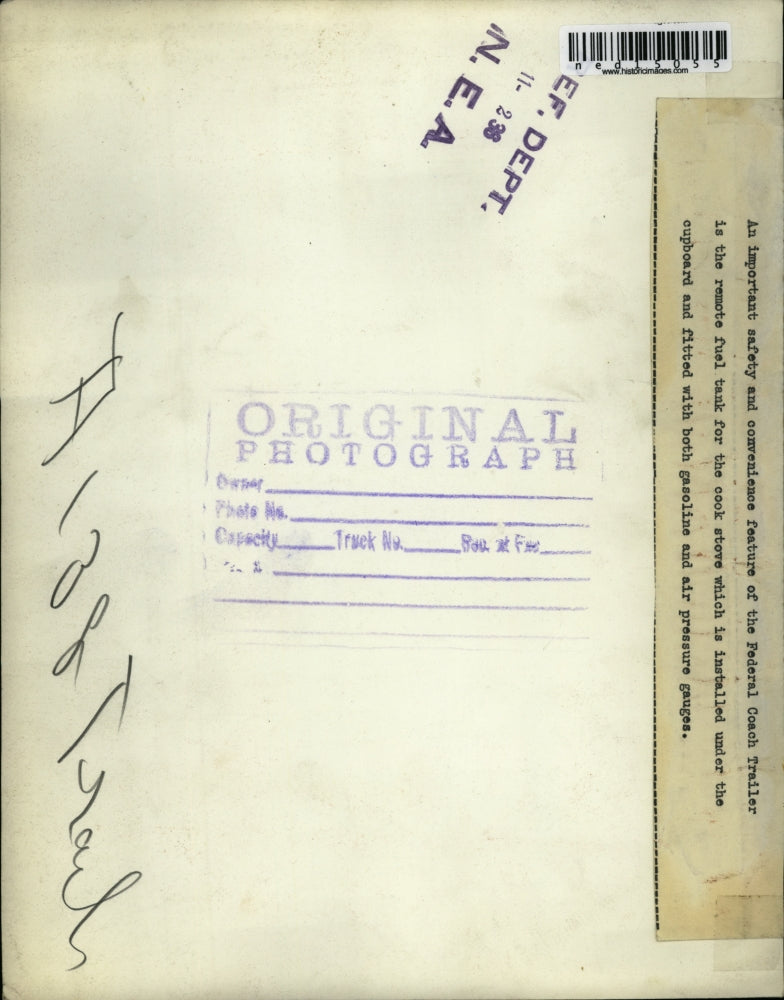 ned15055
www.historicimages.com
EF. DEPT.
11- 2 38
N. E. A.
An important safety and convenience feature of the Federal Coach Trailer
is the remote fuel tank for the cook stove which is installed under the
cupboard and fitted with both gasoline and air pressure gauges.
ORIGINAL
PHOTOGRAPH
Owner
Photo No.
Capacity Truck No.